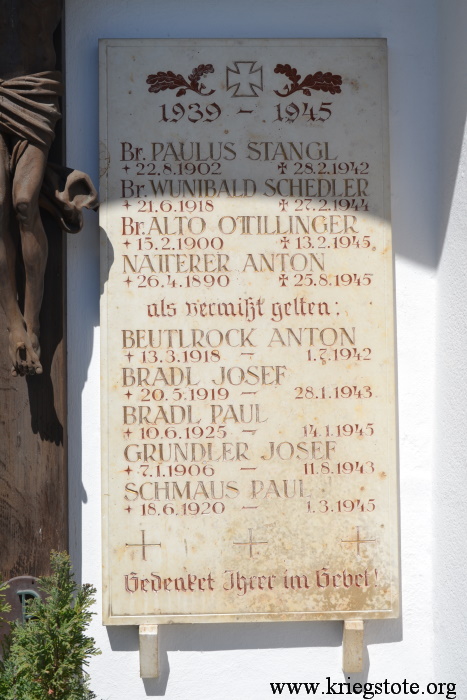 1939 – 1945
Br. PAULUS STANGL
* 22.8.1902 ✠ 28.2.1942
Br. WUNIBALD SCHEDLER
* 21.6.1918 ✠ 27.2.1944
Br. ALTO OTTILLINGER
* 15.2.1900 ✠ 13.2.1945
NATTERER ANTON
* 26.4.1890 ✠ 25.8.1945
als vermißt gelten:
BEUTLROCK ANTON
* 13.3.1918 – 1.7.1942
BRADL JOSEF
* 20.5.1919 – 28.1.1943
BRADL PAUL
* 10.6.1925 – 14.1.1945
GRUNDLER JOSEF
* 7.1.1906 – 11.8.1943
SCHMAUS PAUL
* 18.6.1920 – 1.3.1945
Gedenket Ihrer im Gebet!
www.kriegstote.org